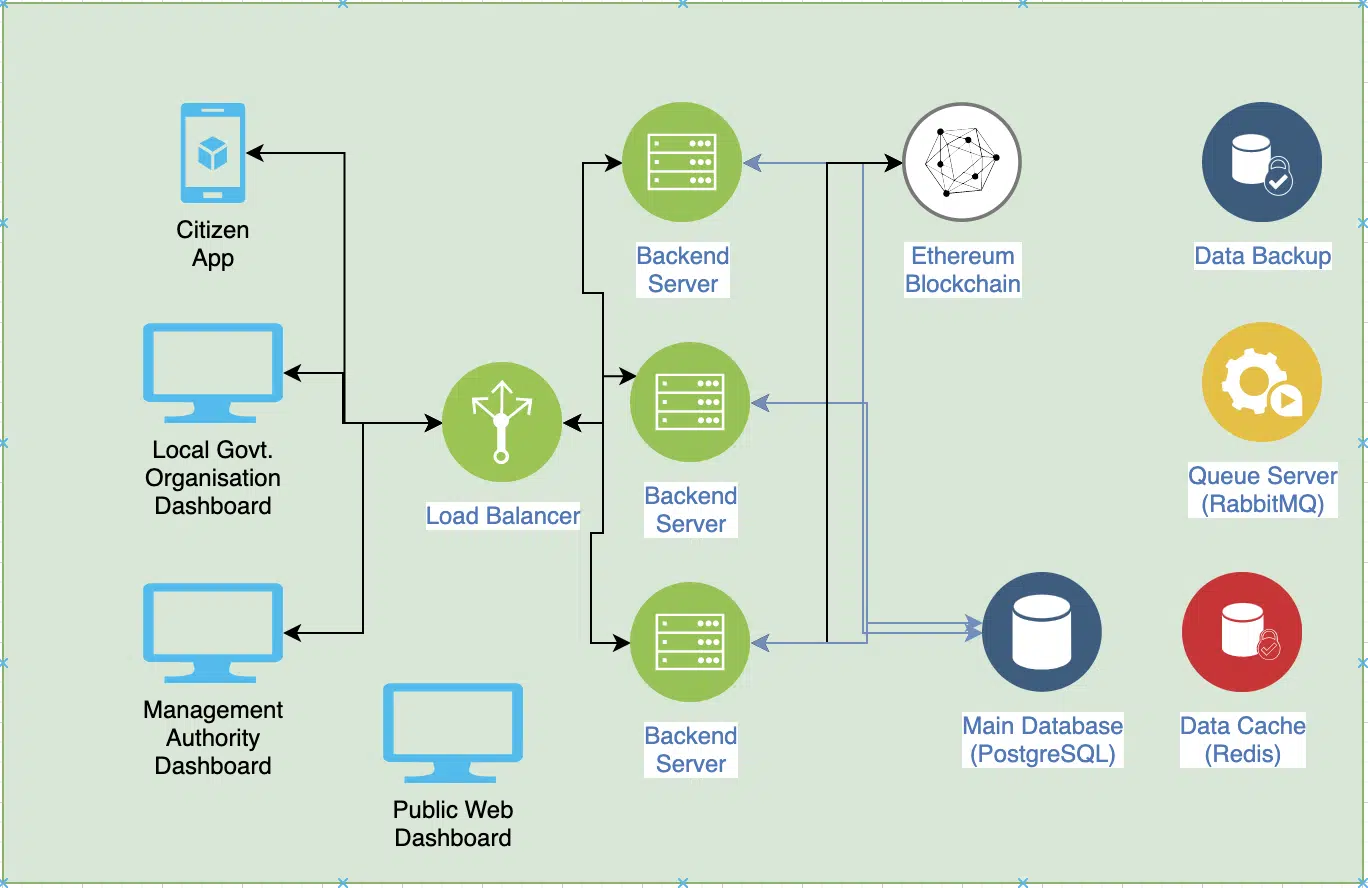 Citizen
App
Backend
Server
Ethereum
Blockchain
Data Backup
Local Govt.
Organisation
Dashboard
Load Balancer
Backend
Server
Queue Server
(RabbitMQ)
Management
Authority
Dashboard
Public Web
Dashboard
Backend
Server
Main Database
(PostgreSQL)
Data Cache
(Redis)